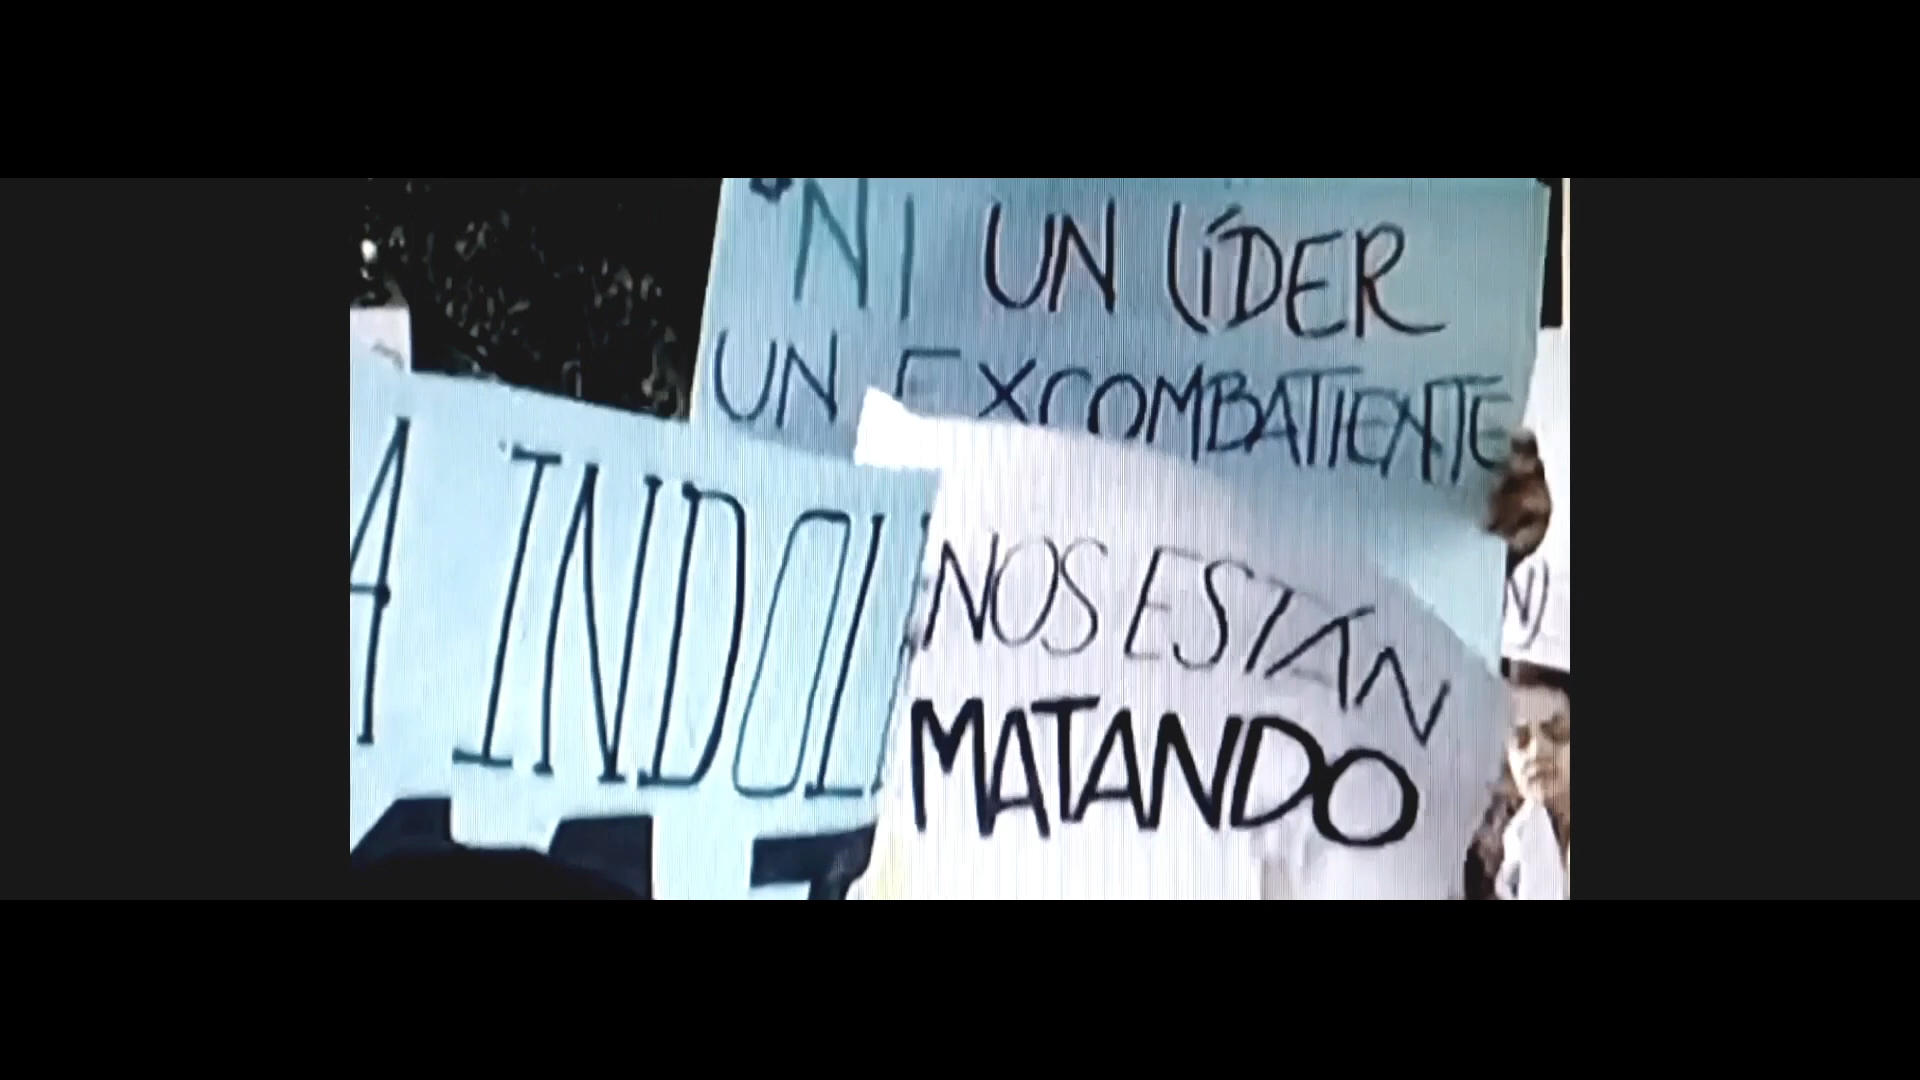 NI UN LÍDER
UN EXCOMBATIENTE
NOS ESTÁN
MATANDO